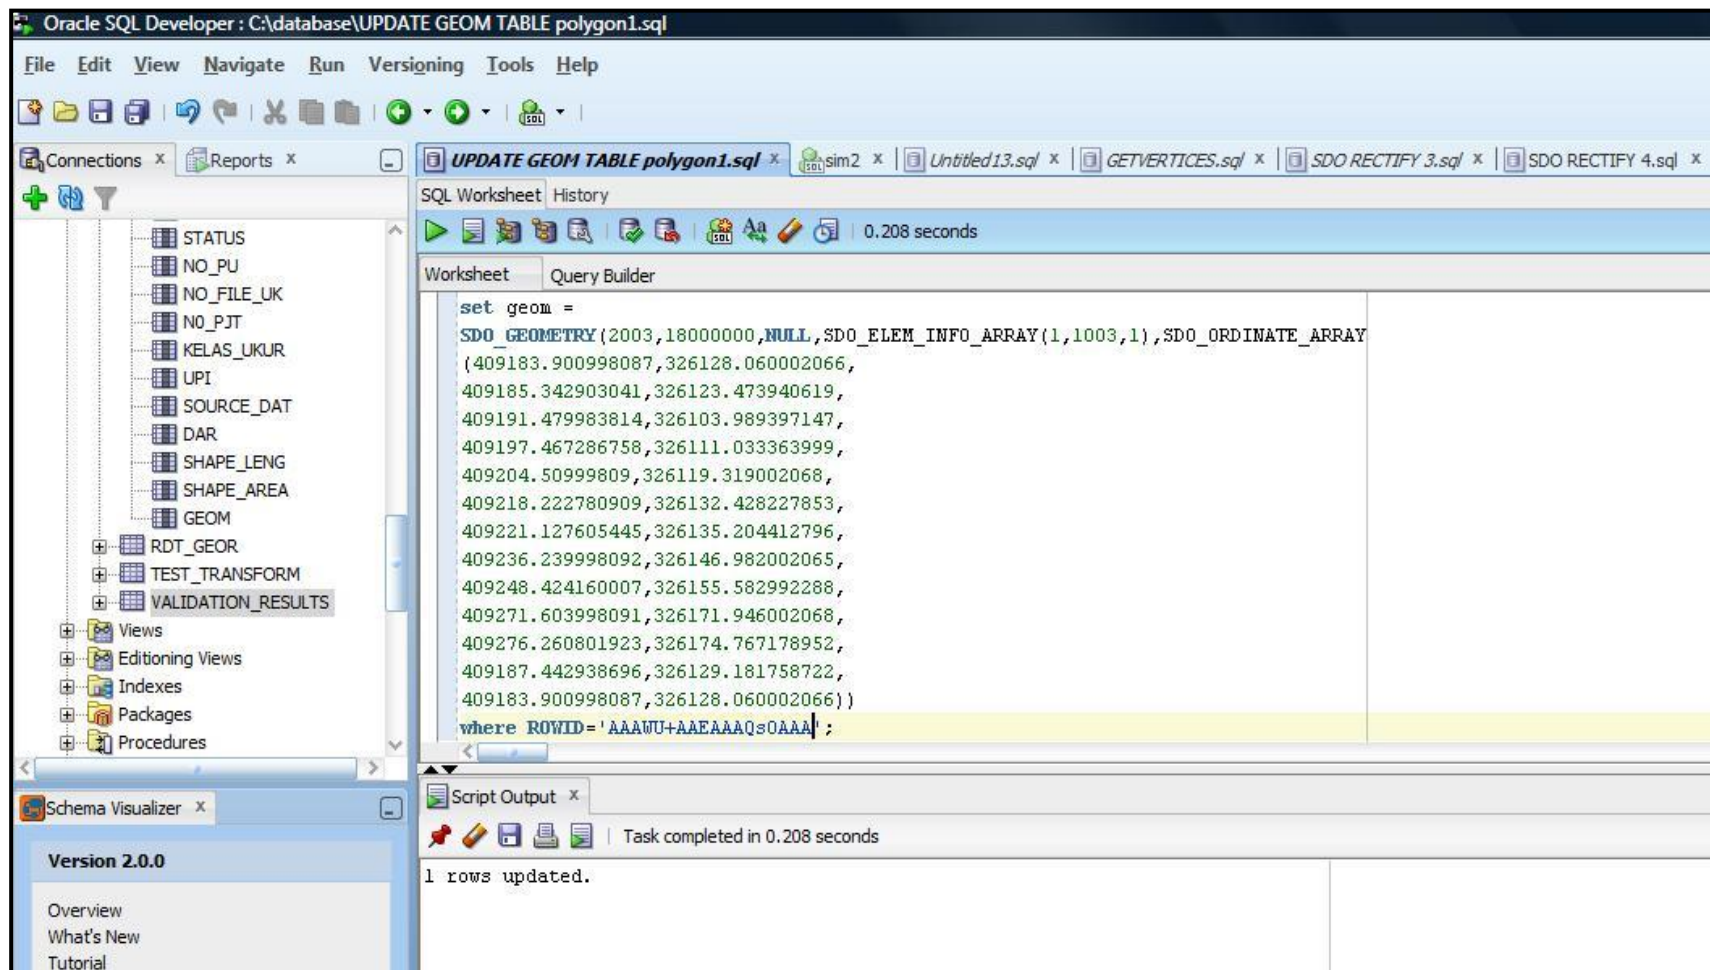 Oracle SQL Developer : C:\database\UPDATE GEOM TABLE polygon1.sql
File Edit View Navigate Run Versioning Tools Help
Connections x Reports x
UPDATE GEOM TABLE polygon1.sql x sim2 x Untitled13.sql x GETVERTICES.sql x SDO RECTIFY 3.sql x SDO RECTIFY 4.sql x
SQL Worksheet History
0.208 seconds
Worksheet Query Builder
STATUS
NO_PU
NO_FILE_UK
NO_PJT
KELAS_UKUR
UPI
SOURCE_DAT
DAR
SHAPE_LENG
SHAPE_AREA
GEOM
RDT_GEOR
TEST_TRANSFORM
VALIDATION_RESULTS
Views
Editioning Views
Indexes
Packages
Procedures
set geom =
SDO_GEOMETRY(2003,18000000,NULL,SDO_ELEM_INFO_ARRAY(1,1003,1),SDO_ORDINATE_ARRAY
(409183.900998087,326128.060002066,
409185.342903041,326123.473940619,
409191.479983814,326103.989397147,
409197.467286758,326111.033363999,
409204.50999809,326119.319002068,
409218.222780909,326132.428227853,
409221.127605445,326135.204412796,
409236.239998092,326146.982002065,
409248.424160007,326155.582992288,
409271.603998091,326171.946002068,
409276.260801923,326174.767178952,
409187.442938696,326129.181758722,
409183.900998087,326128.060002066))
where ROWID='AAAWU+AAEAAAQsOAAA';
Schema Visualizer x
Version 2.0.0
Overview
What's New
Tutorial
Script Output x
Task completed in 0.208 seconds
1 rows updated.